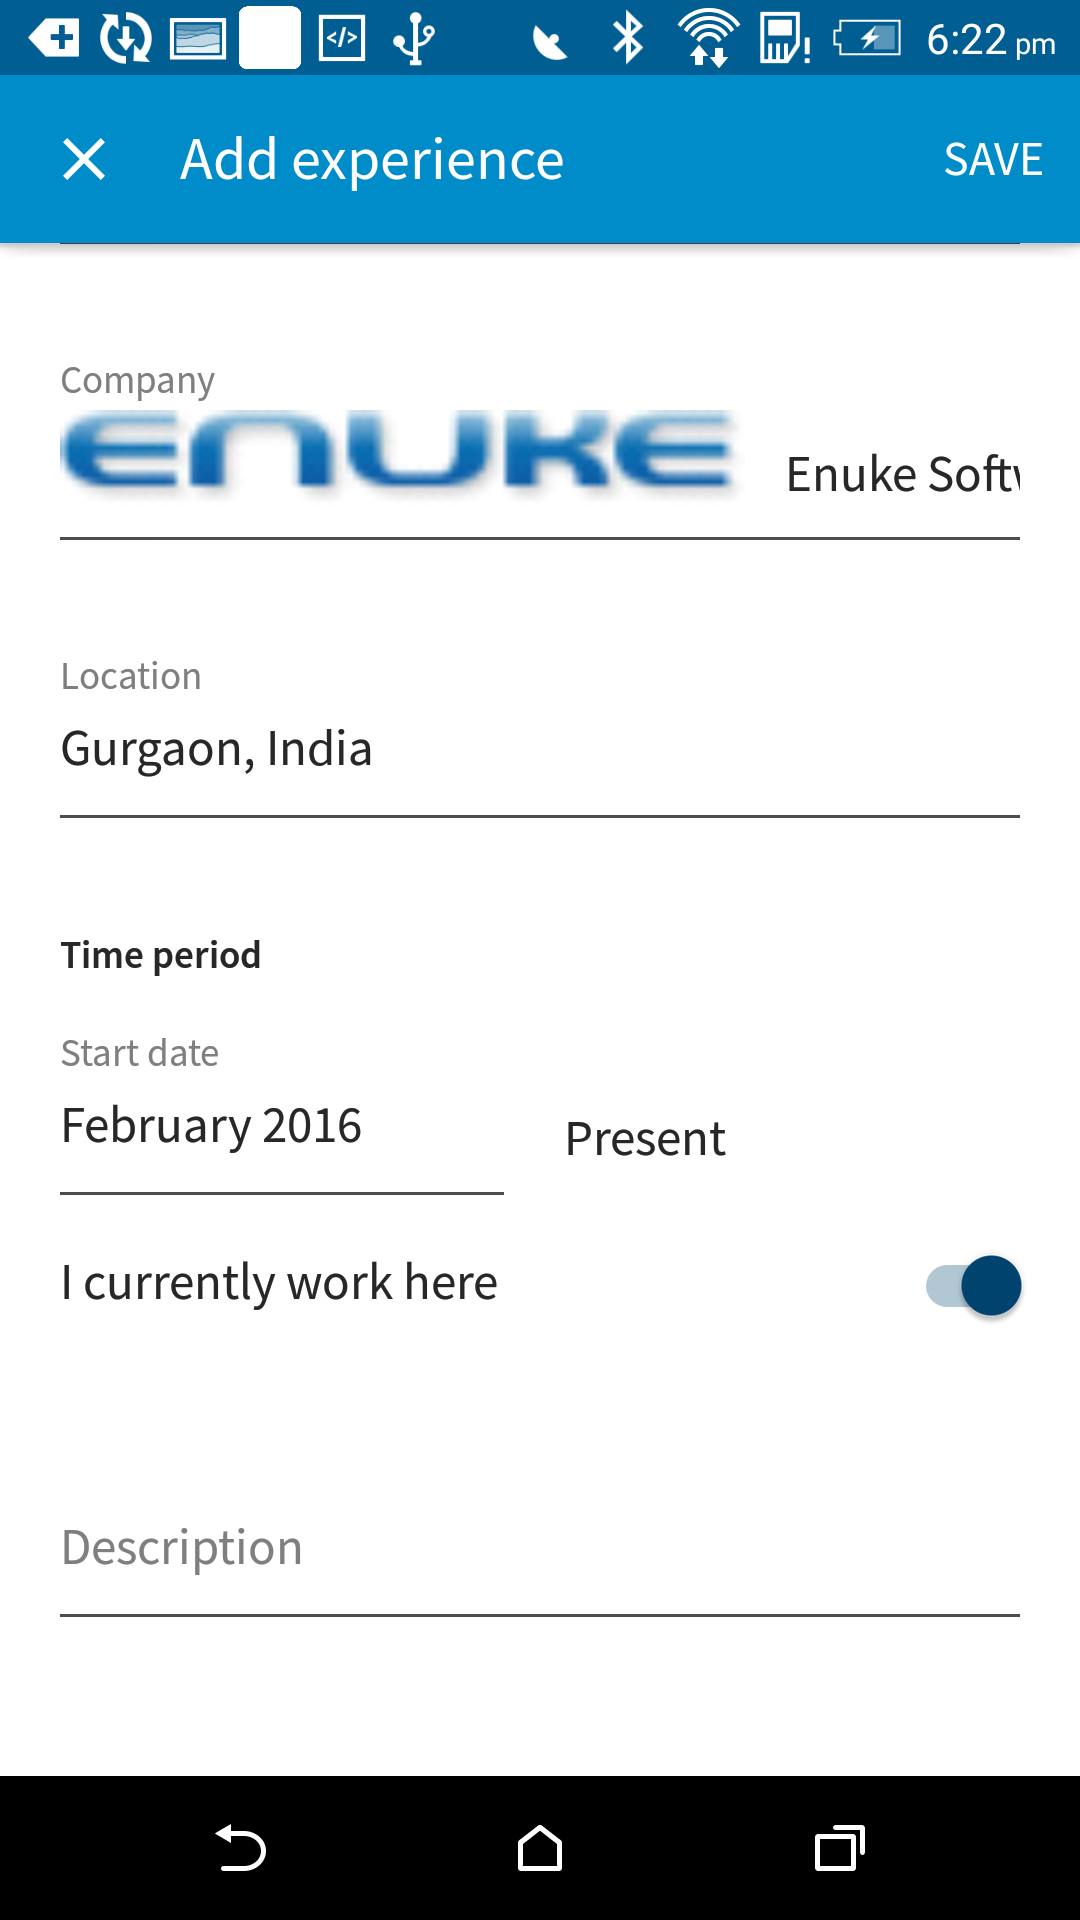 6:22 pm
Add experience
SAVE
Company
ENUKE
Enuke Soft
Location
Gurgaon, India
Time period
Start date
February 2016
Present
I currently work here
Description